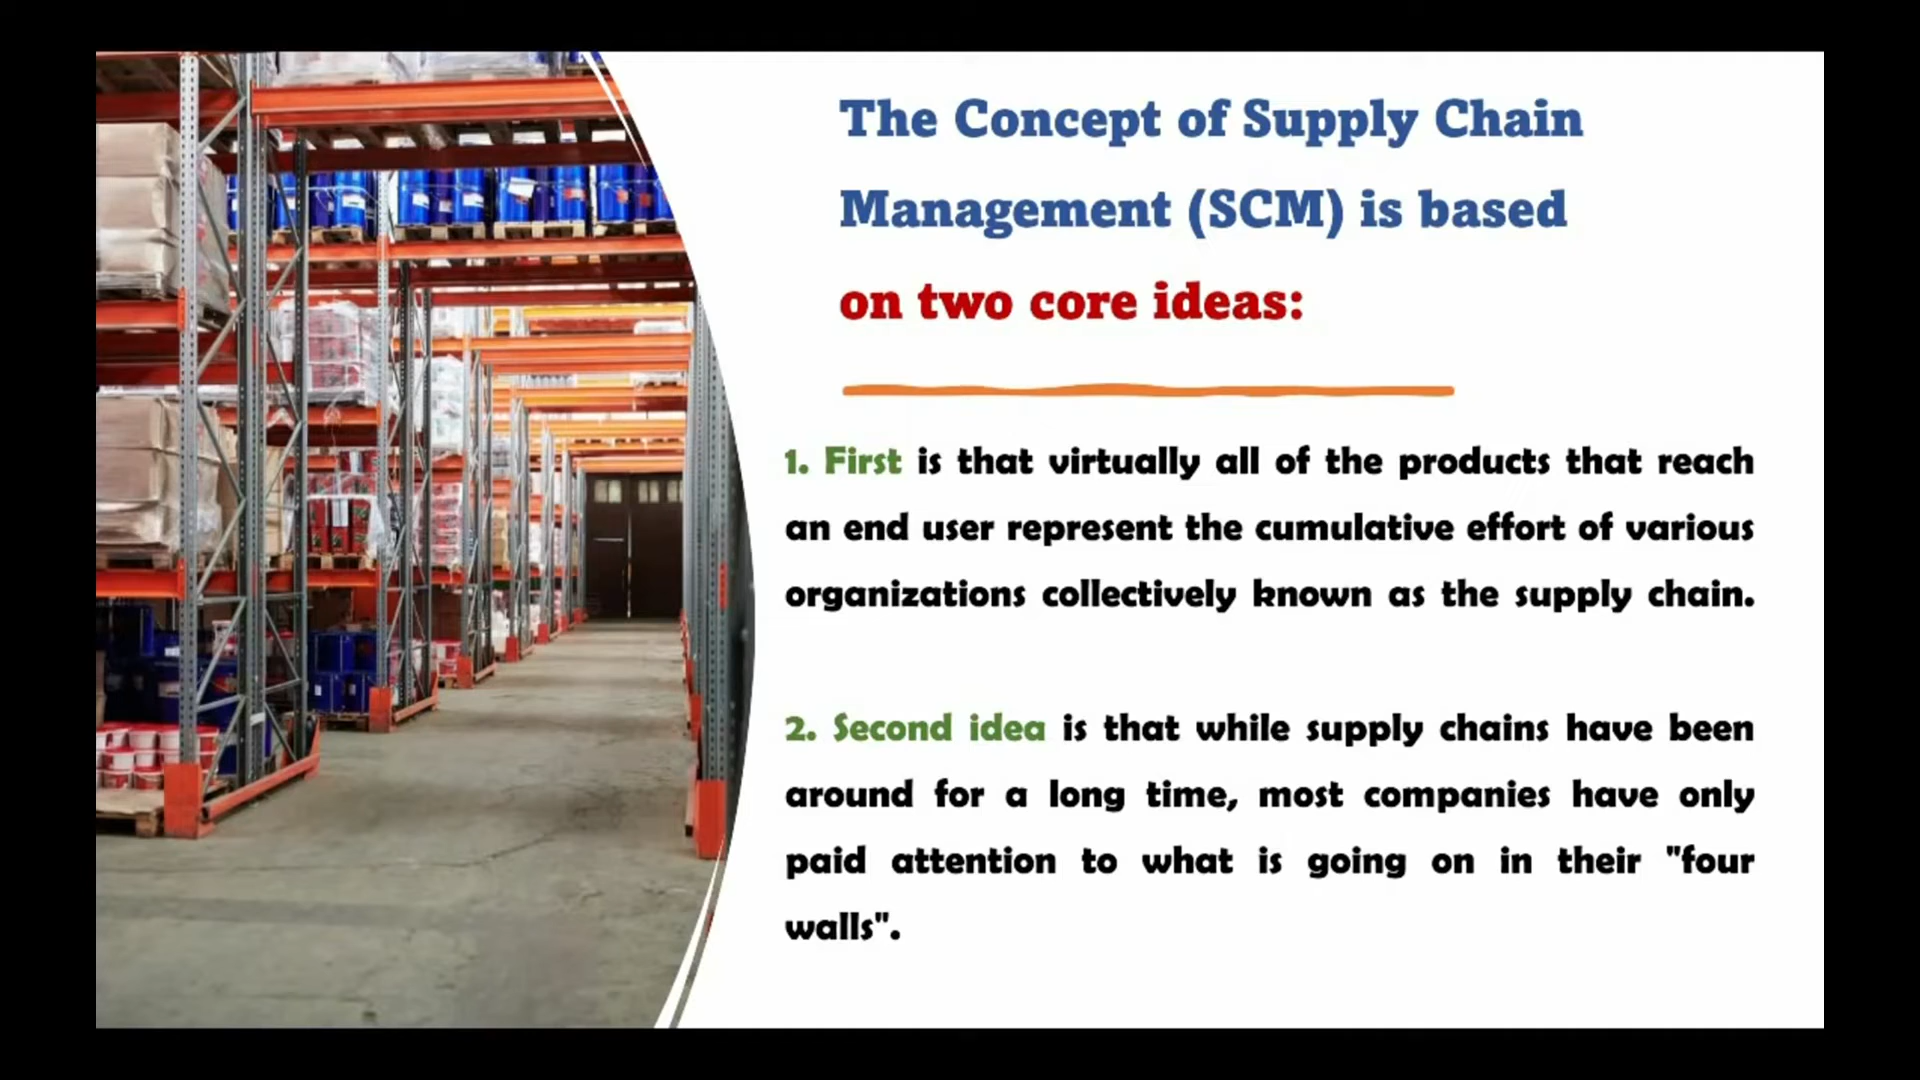 The Concept of Supply Chain
Management (SCM) is based
on two core ideas:
1. First is that virtually all of the products that reach
an end user represent the cumulative effort of various
organizations collectively known as the supply chain.
2. Second idea is that while supply chains have been
around for a long time, most companies have only
paid attention to what is going on in their "four
walls".